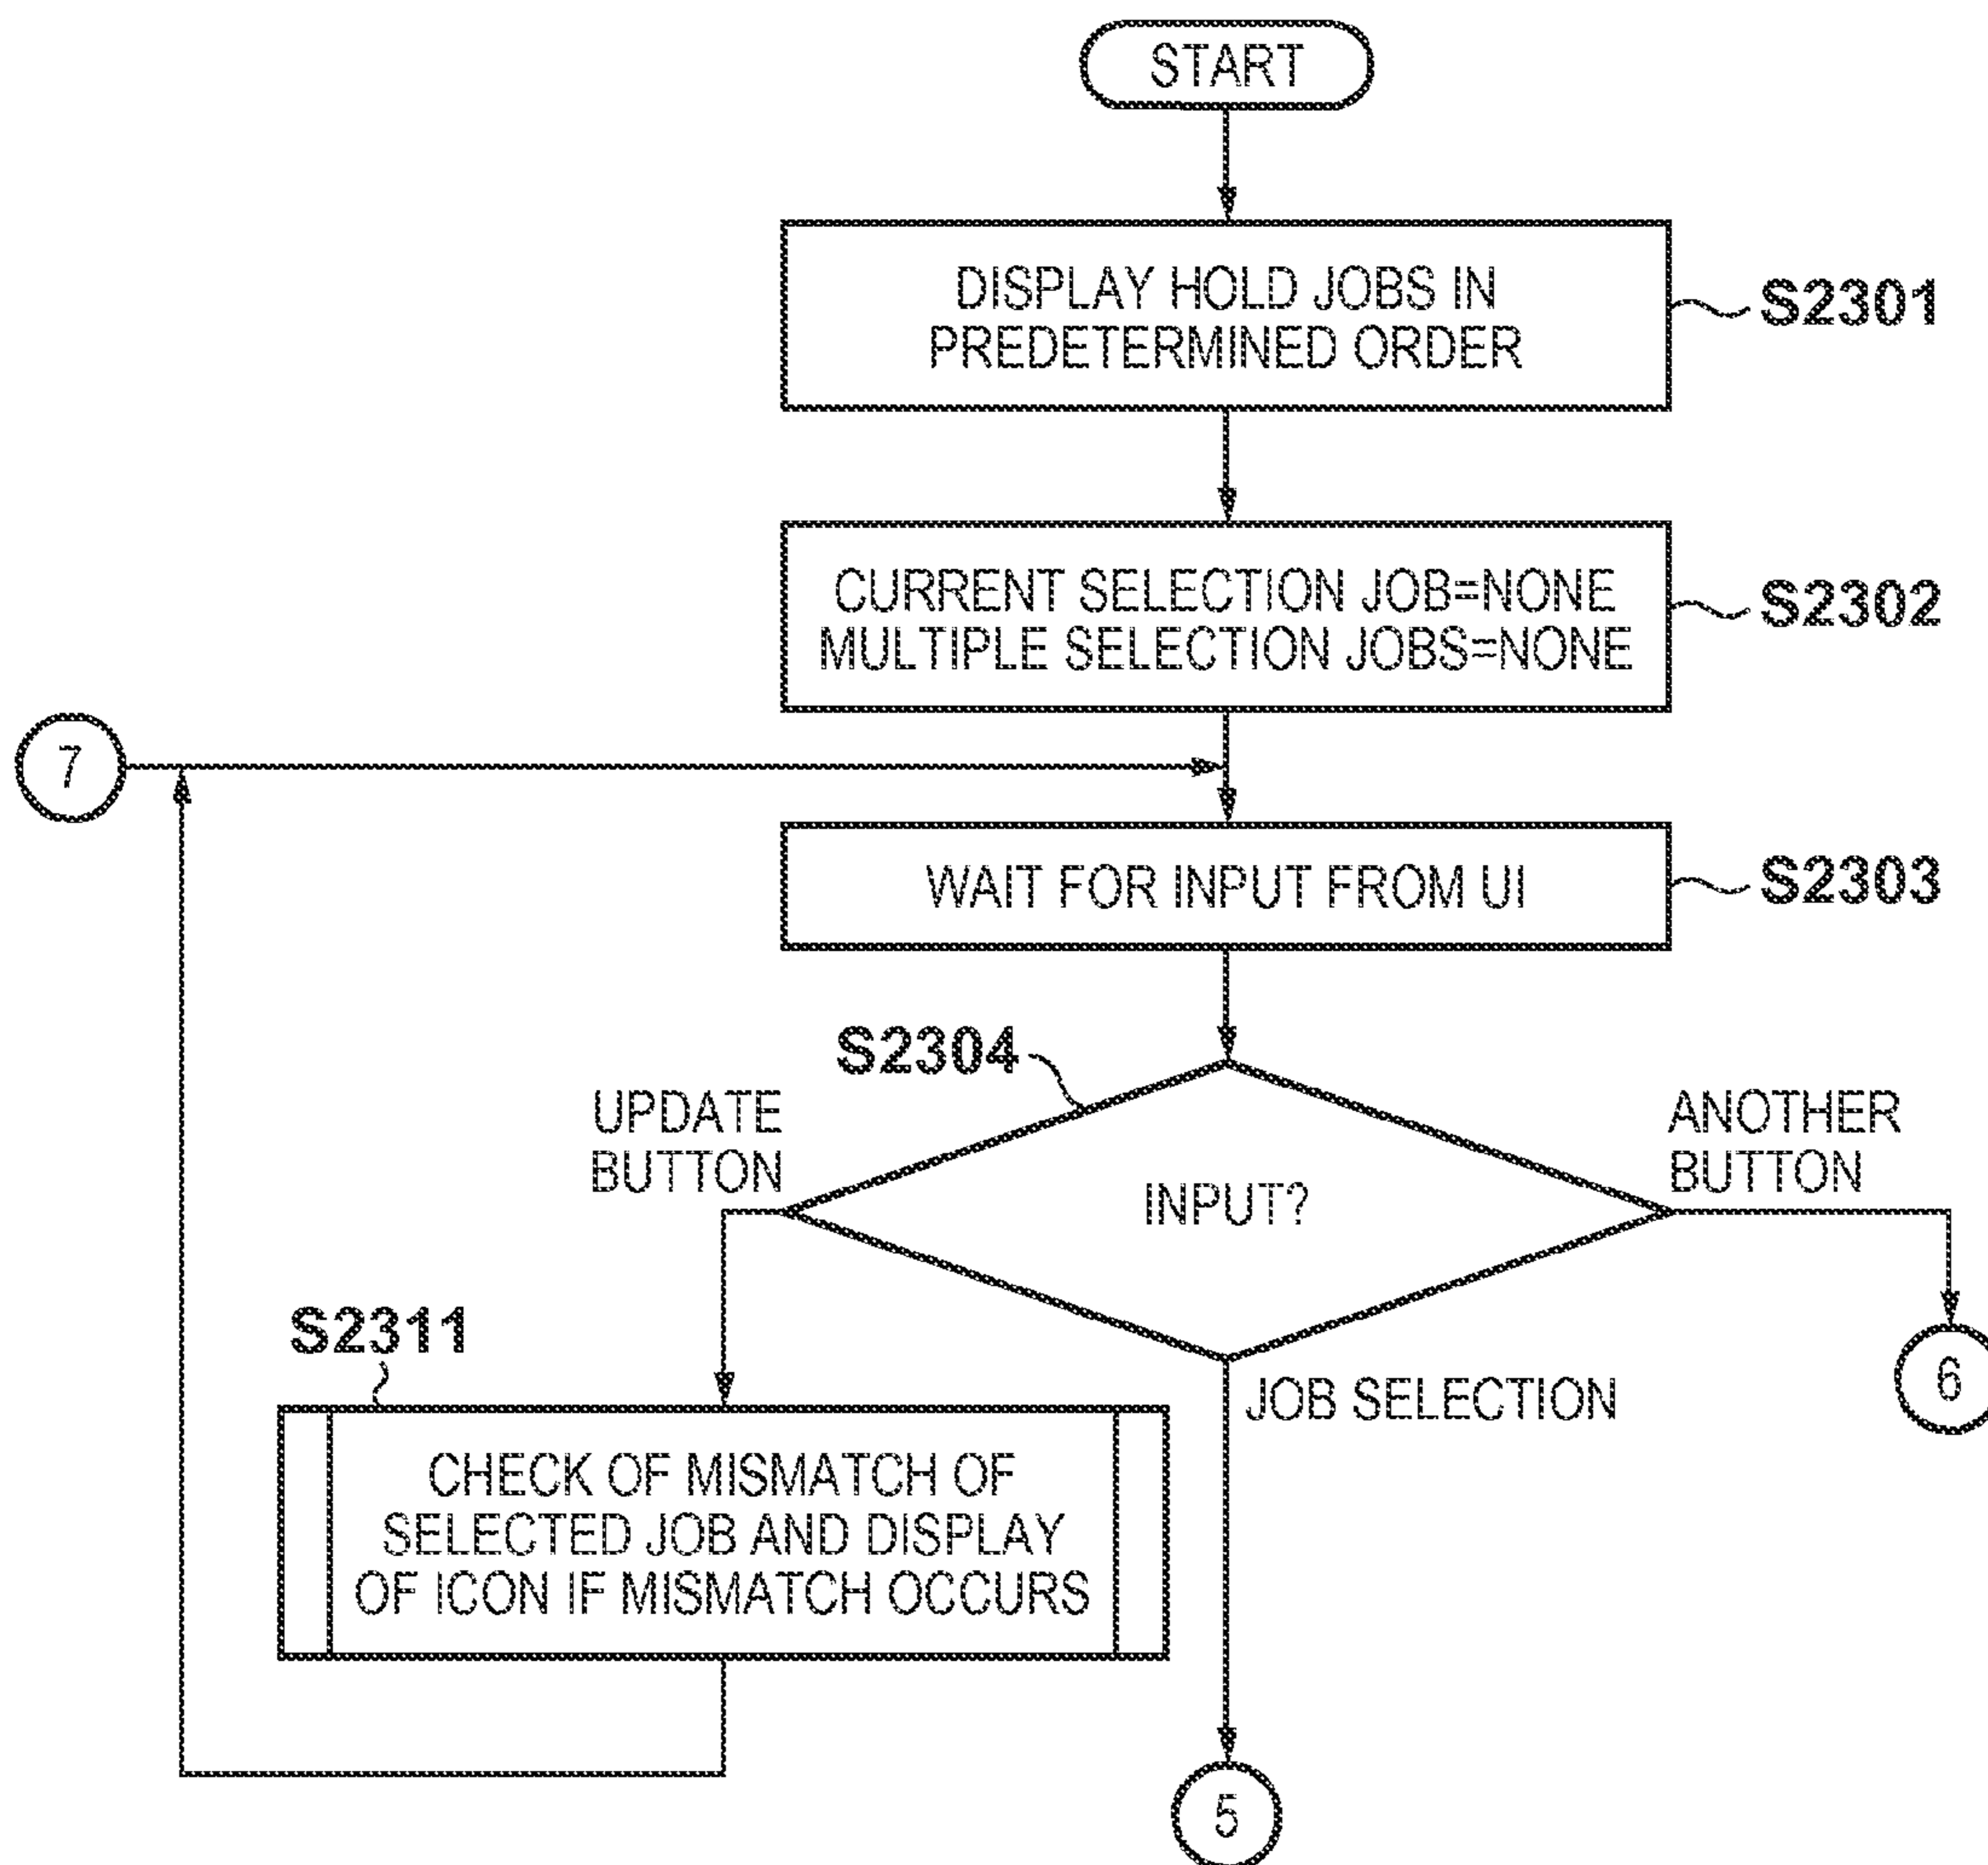 START
DISPLAY HOLD JOBS IN
PREDETERMINED ORDER
S2301
CURRENT SELECTION JOB=NONE
MULTIPLE SELECTION JOBS=NONE
S2302
7
WAIT FOR INPUT FROM UI
S2303
S2304
UPDATE
BUTTON
INPUT?
ANOTHER
BUTTON
S2311
JOB SELECTION
6
CHECK OF MISMATCH OF
SELECTED JOB AND DISPLAY
OF ICON IF MISMATCH OCCURS
5